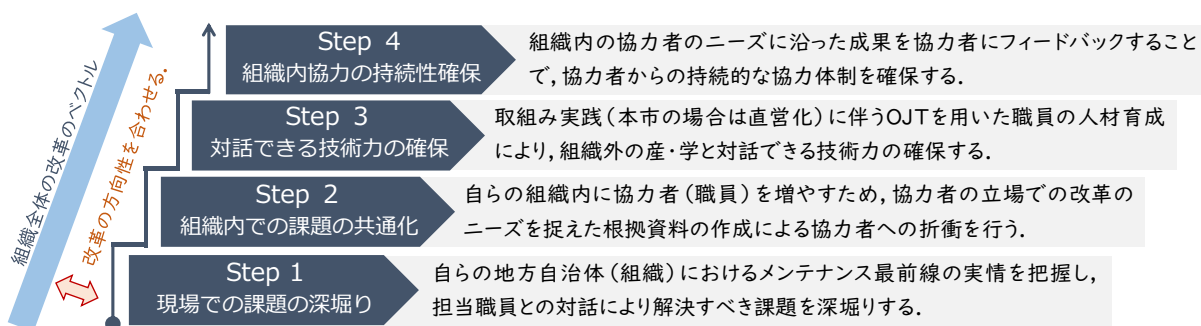 組織全体の改革のベクトル
改革の方向性を合わせる.
Step 4
組織内協力の持続性確保
組織内の協力者のニーズに沿った成果を協力者にフィードバックすること
で,協力者からの持続的な協力体制を確保する.
Step 3
対話できる技術力の確保
取組み実践(本市の場合は直営化)に伴うOJTを用いた職員の人材育成
により,組織外の産・学と対話できる技術力の確保する.
Step 2
組織内での課題の共通化
自らの組織内に協力者(職員)を増やすため,協力者の立場での改革の
ニーズを捉えた根拠資料の作成による協力者への折衝を行う.
Step 1
現場での課題の深堀り
自らの地方自治体(組織)におけるメンテナンス最前線の実情を把握し,
担当職員との対話により解決すべき課題を深堀りする.